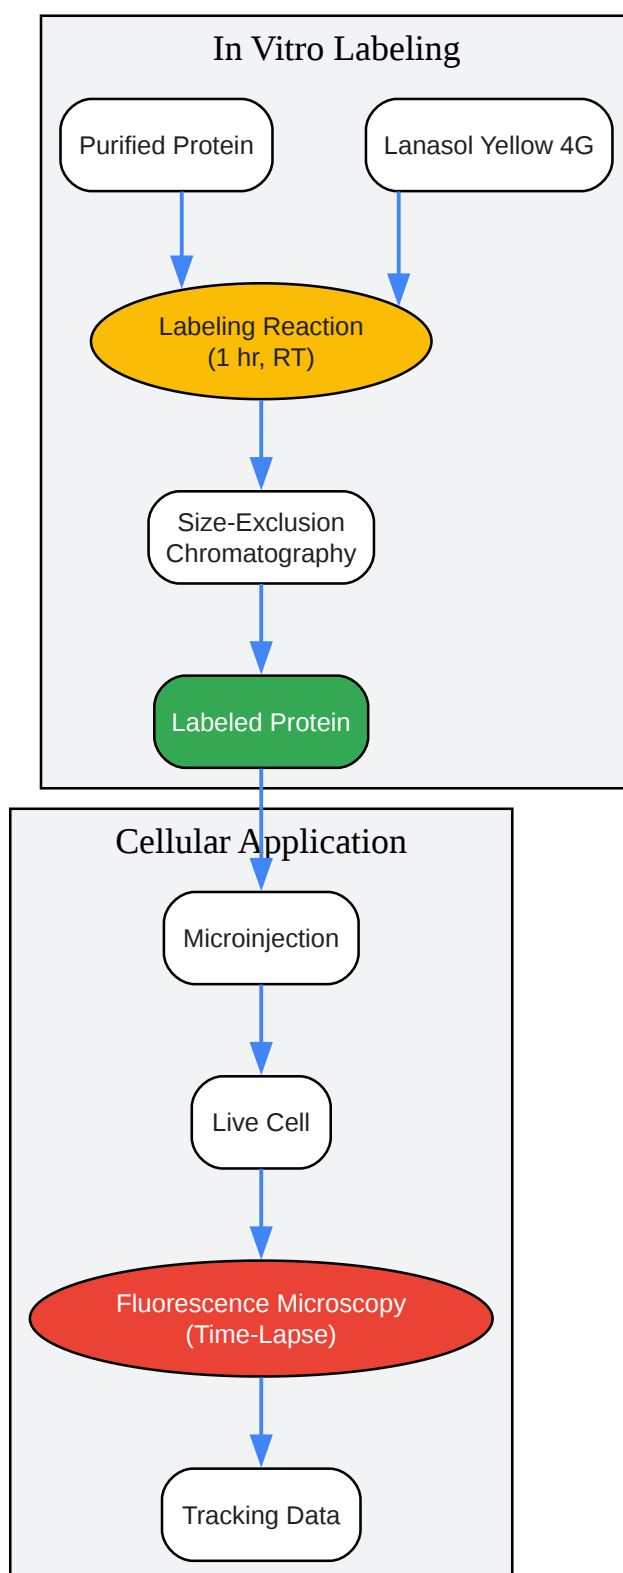 In Vitro Labeling
Purified Protein
Lanasol Yellow 4G
Labeling Reaction
(1 hr, RT)
Size-Exclusion
Chromatography
Labeled Protein
Cellular Application
Microinjection
Live Cell
Fluorescence Microscopy
(Time-Lapse)
Tracking Data